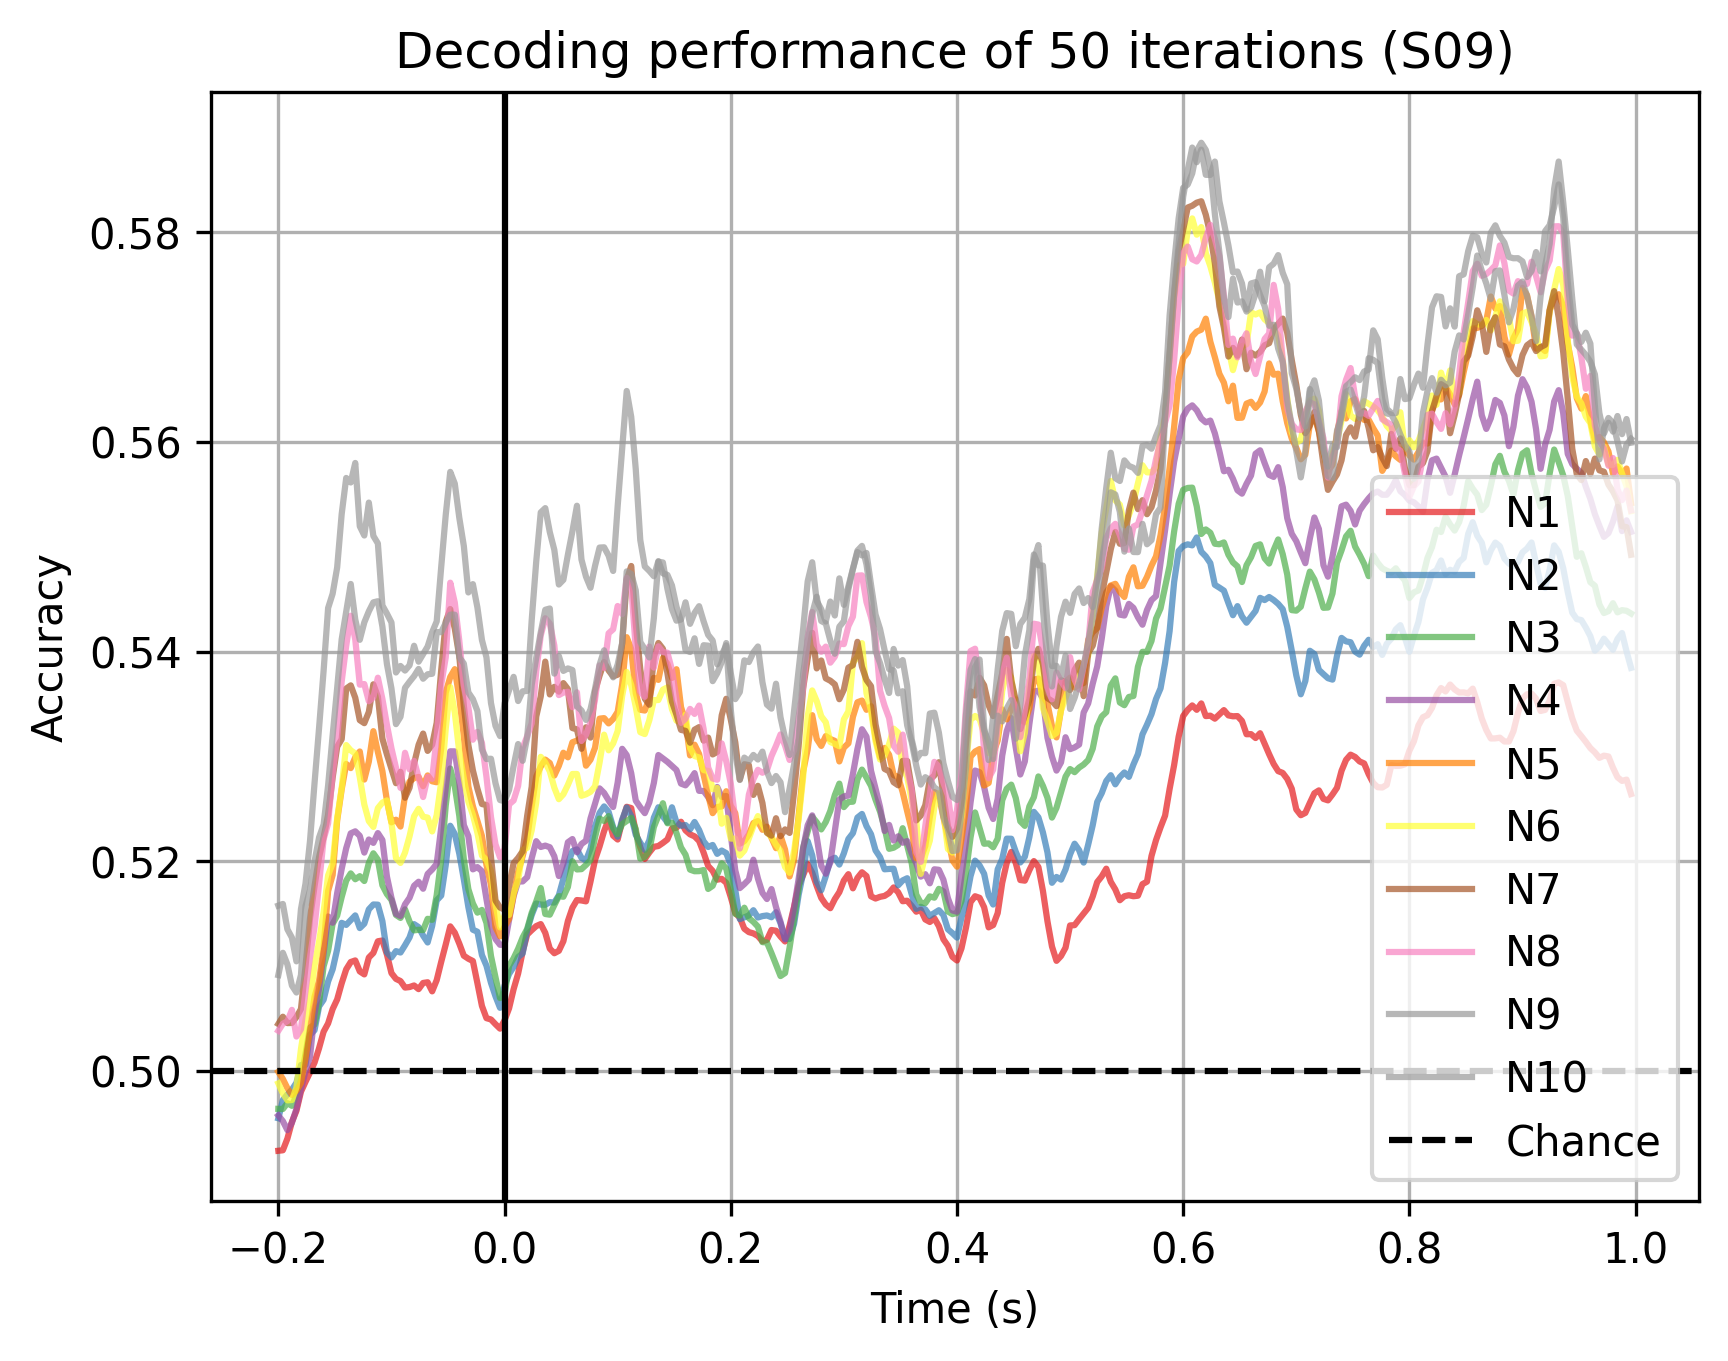 Decoding performance of 50 iterations (S09)
0.58
0.56
0.54
0.52
0.50
Accuracy
N1
N2
N3
N4
N5
N6
N7
N8
N9
N10
Chance
−0.2 0.0 0.2 0.4 0.6 0.8 1.0
Time (s)